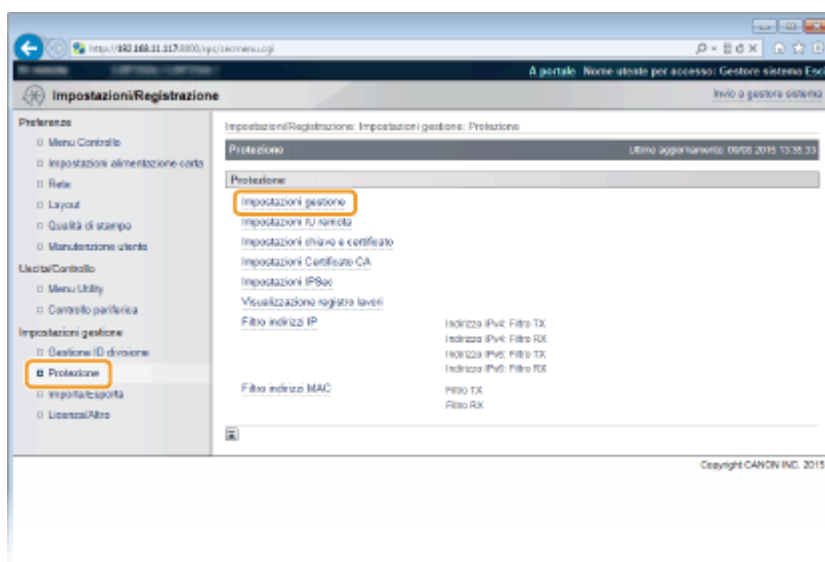 http://192.168.11.117:8000/rps/secmenu.cgi
A portale Nome utente per accesso: Gestore sistema Esci
Impostazioni/Registrazione
Invio a gestore sistema
Preferenze
Menu Controllo
Impostazioni alimentazione carta
Rete
Layout
Qualità di stampa
Manutenzione utente
Uscita/Controllo
Menu Utility
Controllo periferica
Impostazioni gestione
Gestione ID divisione
Protezione
Importa/Esporta
Licenza/Altro
Impostazioni/Registrazione: Impostazioni gestione: Protezione
Protezione
Ultimo aggiornamento: 09/08 2015 13:35:33
Protezione
Impostazioni gestione
Impostazioni IU remota
Impostazioni chiave e certificato
Impostazioni Certificato CA
Impostazioni IPSec
Visualizzazione registro lavori
Filtro indirizzi IP
Indirizzo IPv4: Filtro TX
Indirizzo IPv4: Filtro RX
Indirizzo IPv6: Filtro TX
Indirizzo IPv6: Filtro RX
Filtro indirizzi MAC
Filtro TX
Filtro RX
Copyright CANON INC. 2015